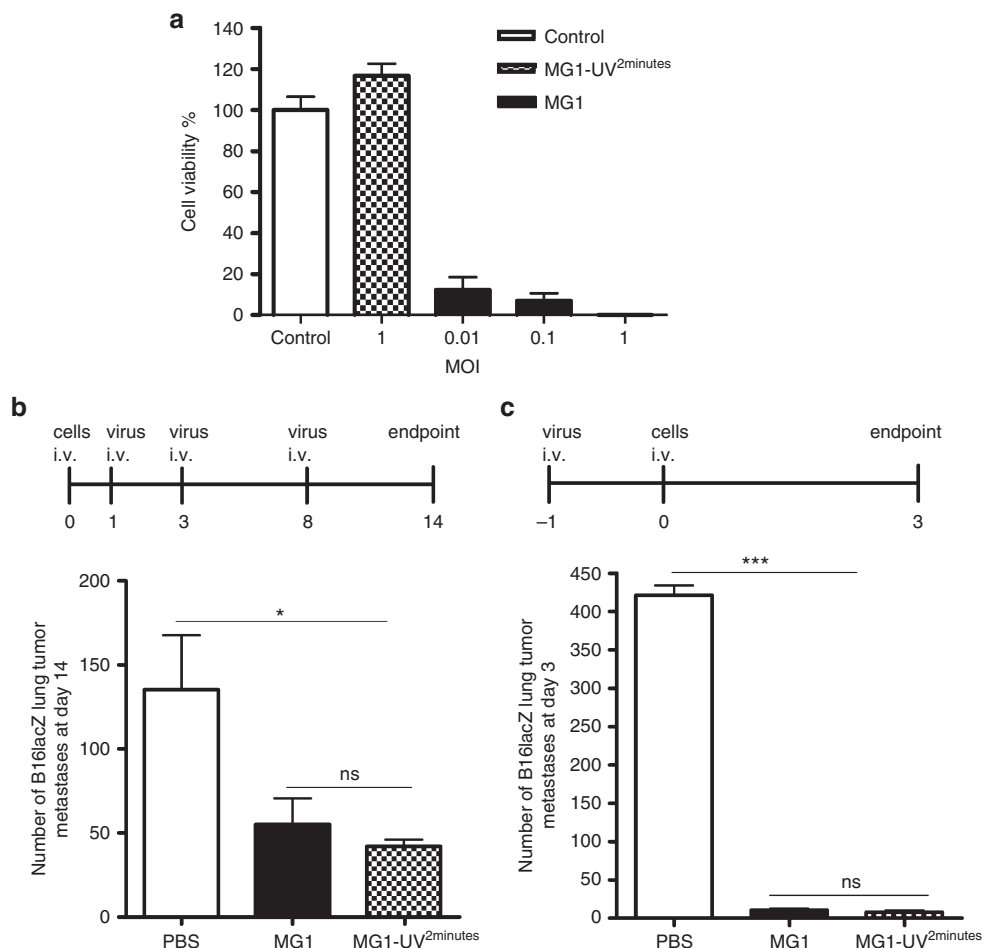 a
140
120
100
80
60
40
20
0
Cell viability %
Control
MG1-UV2minutes
MG1
Control 1 0.01 0.1 1
MOI
b
cells virus virus virus endpoint
i.v. i.v. i.v. i.v.
0 1 3 8 14
200
150
100
50
0
Number of B16lacZ lung tumor
metastases at day 14
*
ns
PBS MG1 MG1-UV2minutes
c
virus cells endpoint
i.v. i.v.
–1 0 3
450
400
350
300
250
200
150
100
50
0
Number of B16lacZ lung tumor
metastases at day 3
***
ns
PBS MG1 MG1-UV2minutes